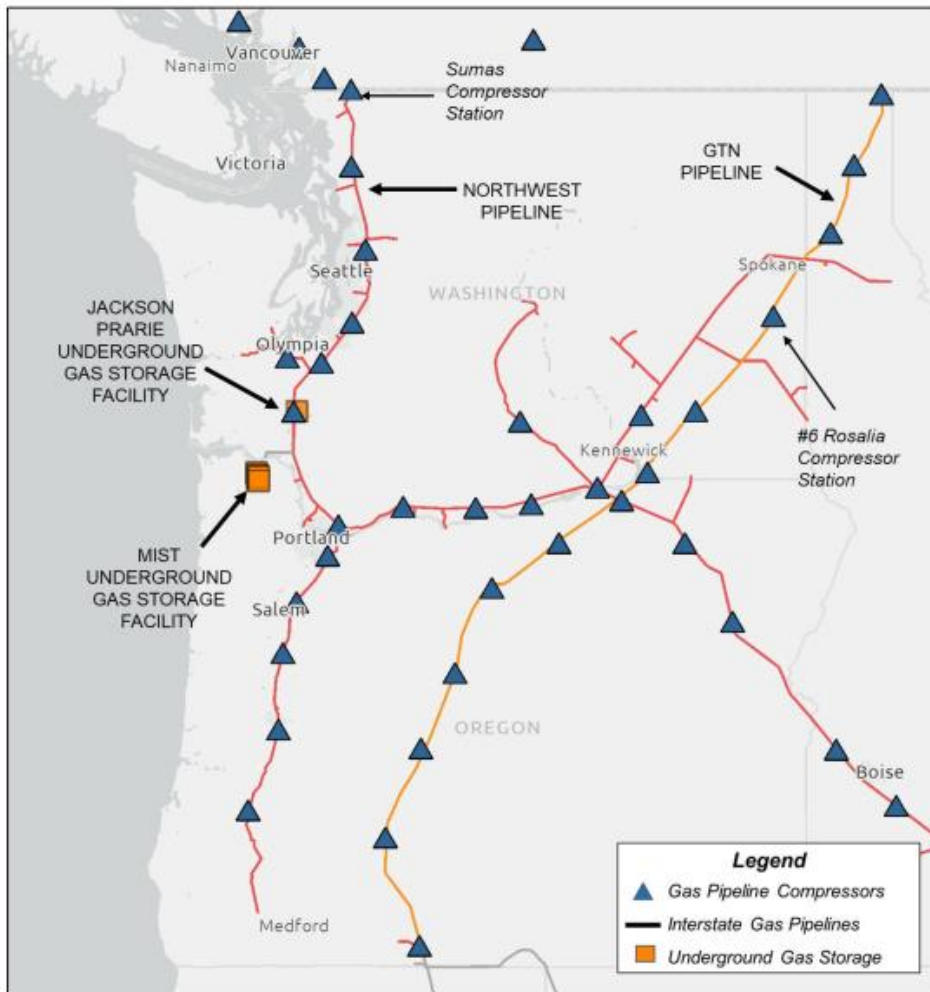 Vancouver
Nanaimo
Sumas
Compressor
Station
Victoria
NORTHWEST
PIPELINE
GTN
PIPELINE
Seattle
Spokane
WASHINGTON
JACKSON
PRARIE
UNDERGROUND
GAS STORAGE
FACILITY
Olympia
#6 Rosalia
Compressor
Station
Kennewick
Portland
MIST
UNDERGROUND
GAS STORAGE
FACILITY
Salem
OREGON
Boise
Medford
Legend
Gas Pipeline Compressors
Interstate Gas Pipelines
Underground Gas Storage